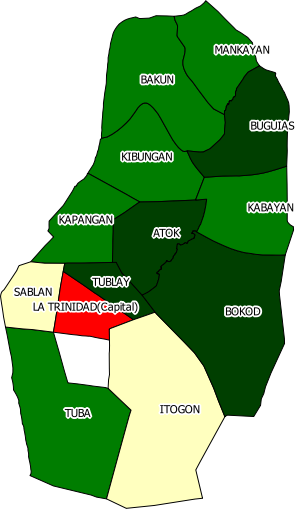 MANKAYAN
BAKUN
BUGUIAS
KIBUNGAN
KABAYAN
KAPANGAN
ATOK
TUBLAY
SABLAN
LA TRINIDAD(Capital)
BOKOD
TUBA
ITOGON